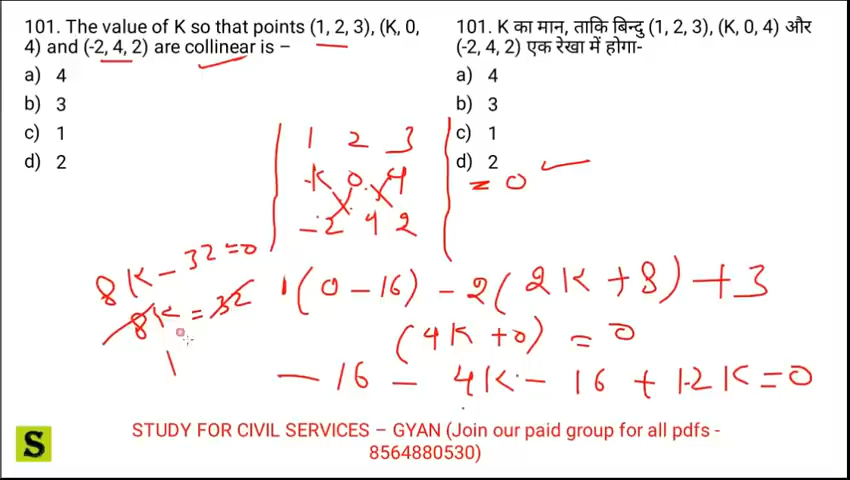 101. The value of K so that points (1, 2, 3), (K, 0,
4) and (-2, 4, 2) are collinear is –
a) 4
b) 3
c) 1
d) 2
101. K का मान, ताकि बिन्दु (1, 2, 3), (K, 0, 4) और
(-2, 4, 2) एक रेखा में होगा-
a) 4
b) 3
c) 1
d) 2
1 2 3
K 0 4
-2 4 2
= 0
1(0 - 16) - 2(2K + 8) + 3
(4K + 0) = 0
- 16 - 4K - 16 + 12K = 0
8K - 32 = 0
8K = 32
STUDY FOR CIVIL SERVICES – GYAN (Join our paid group for all pdfs -
8564880530)
S